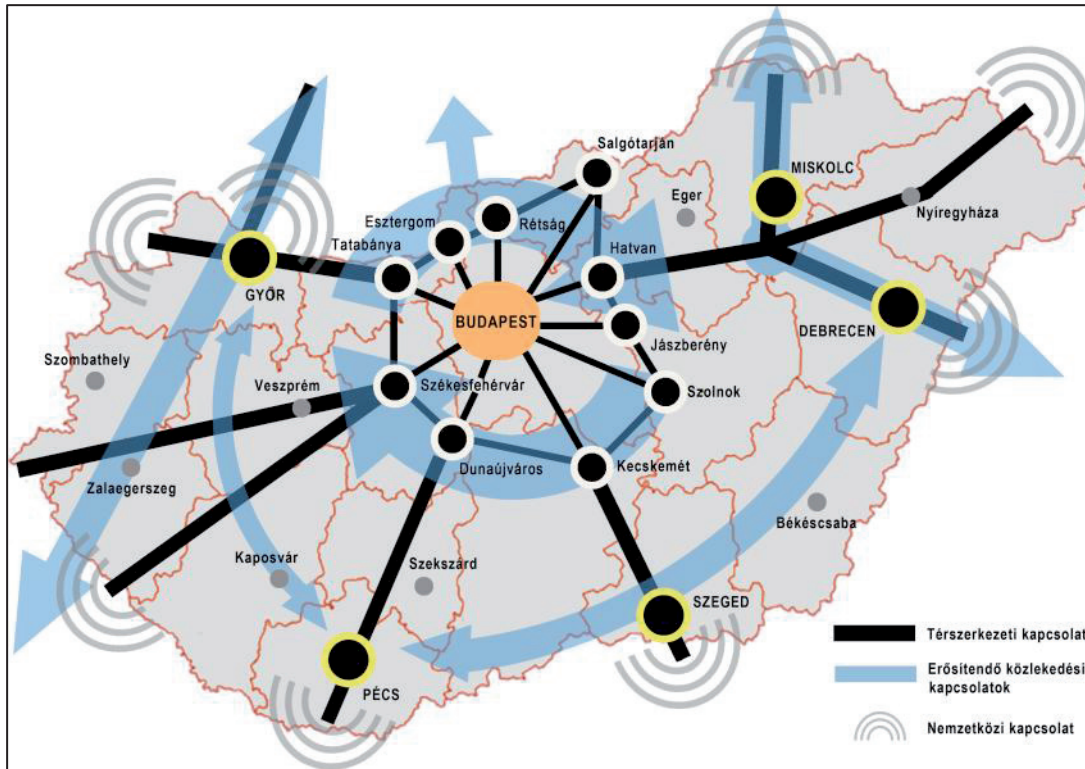 Salgótarján
MISKOLC
Eger
Nyíregyháza
Esztergom
Rétság
Tatabánya
Hatvan
GYŐR
BUDAPEST
DEBRECEN
Jászberény
Szombathely
Veszprém
Székesfehérvár
Szolnok
Dunaújváros
Kecskemét
Zalaegerszeg
Békéscsaba
Kaposvár
Szekszárd
SZEGED
PÉCS
Térszerkezeti kapcsolat
Erősítendő közlekedési
kapcsolatok
Nemzetközi kapcsolat